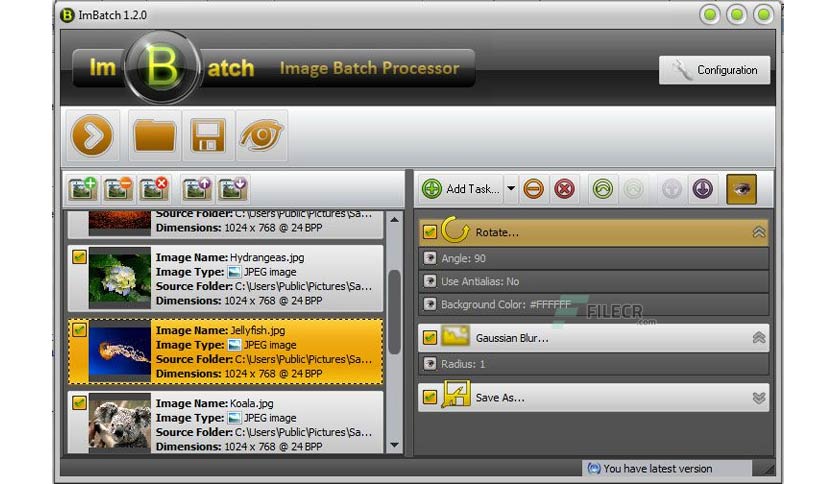 ImBatch 1.2.0
Im B atch Image Batch Processor
Configuration
Add Task...
Source Folder: C:\Users\Public\Pictures\Sa...
Dimensions: 1024 x 768 @ 24 BPP
Image Name: Hydrangeas.jpg
Image Type: JPEG image
Source Folder: C:\Users\Public\Pictures\Sa...
Dimensions: 1024 x 768 @ 24 BPP
Image Name: Jellyfish.jpg
Image Type: JPEG image
Source Folder: C:\Users\Public\Pictures\Sa...
Dimensions: 1024 x 768 @ 24 BPP
Image Name: Koala.jpg
Image Type: JPEG image
Source Folder: C:\Users\Public\Pictures\Sa...
Dimensions: 1024 x 768 @ 24 BPP
Rotate...
Angle: 90
Use Antialias: No
Background Color: #FFFFFF
FILECR
.com
Gaussian Blur...
Radius: 1
Save As...
You have latest version